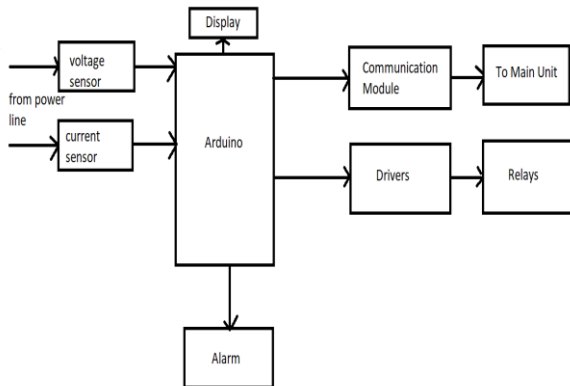 Display
voltage
sensor
from power
line
current
sensor
Arduino
Communication
Module
To Main Unit
Drivers
Relays
Alarm